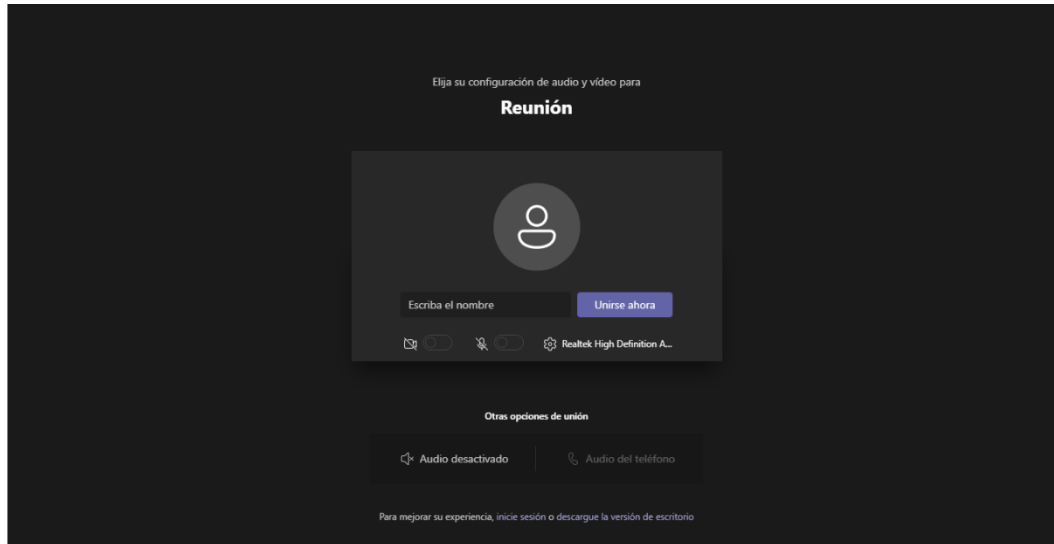 Elija su configuración de audio y vídeo para
Reunión
Escriba el nombre
Unirse ahora
Realtek High Definition A...
Otras opciones de unión
Audio desactivado
Audio del teléfono
Para mejorar su experiencia, inicie sesión o descargue la versión de escritorio